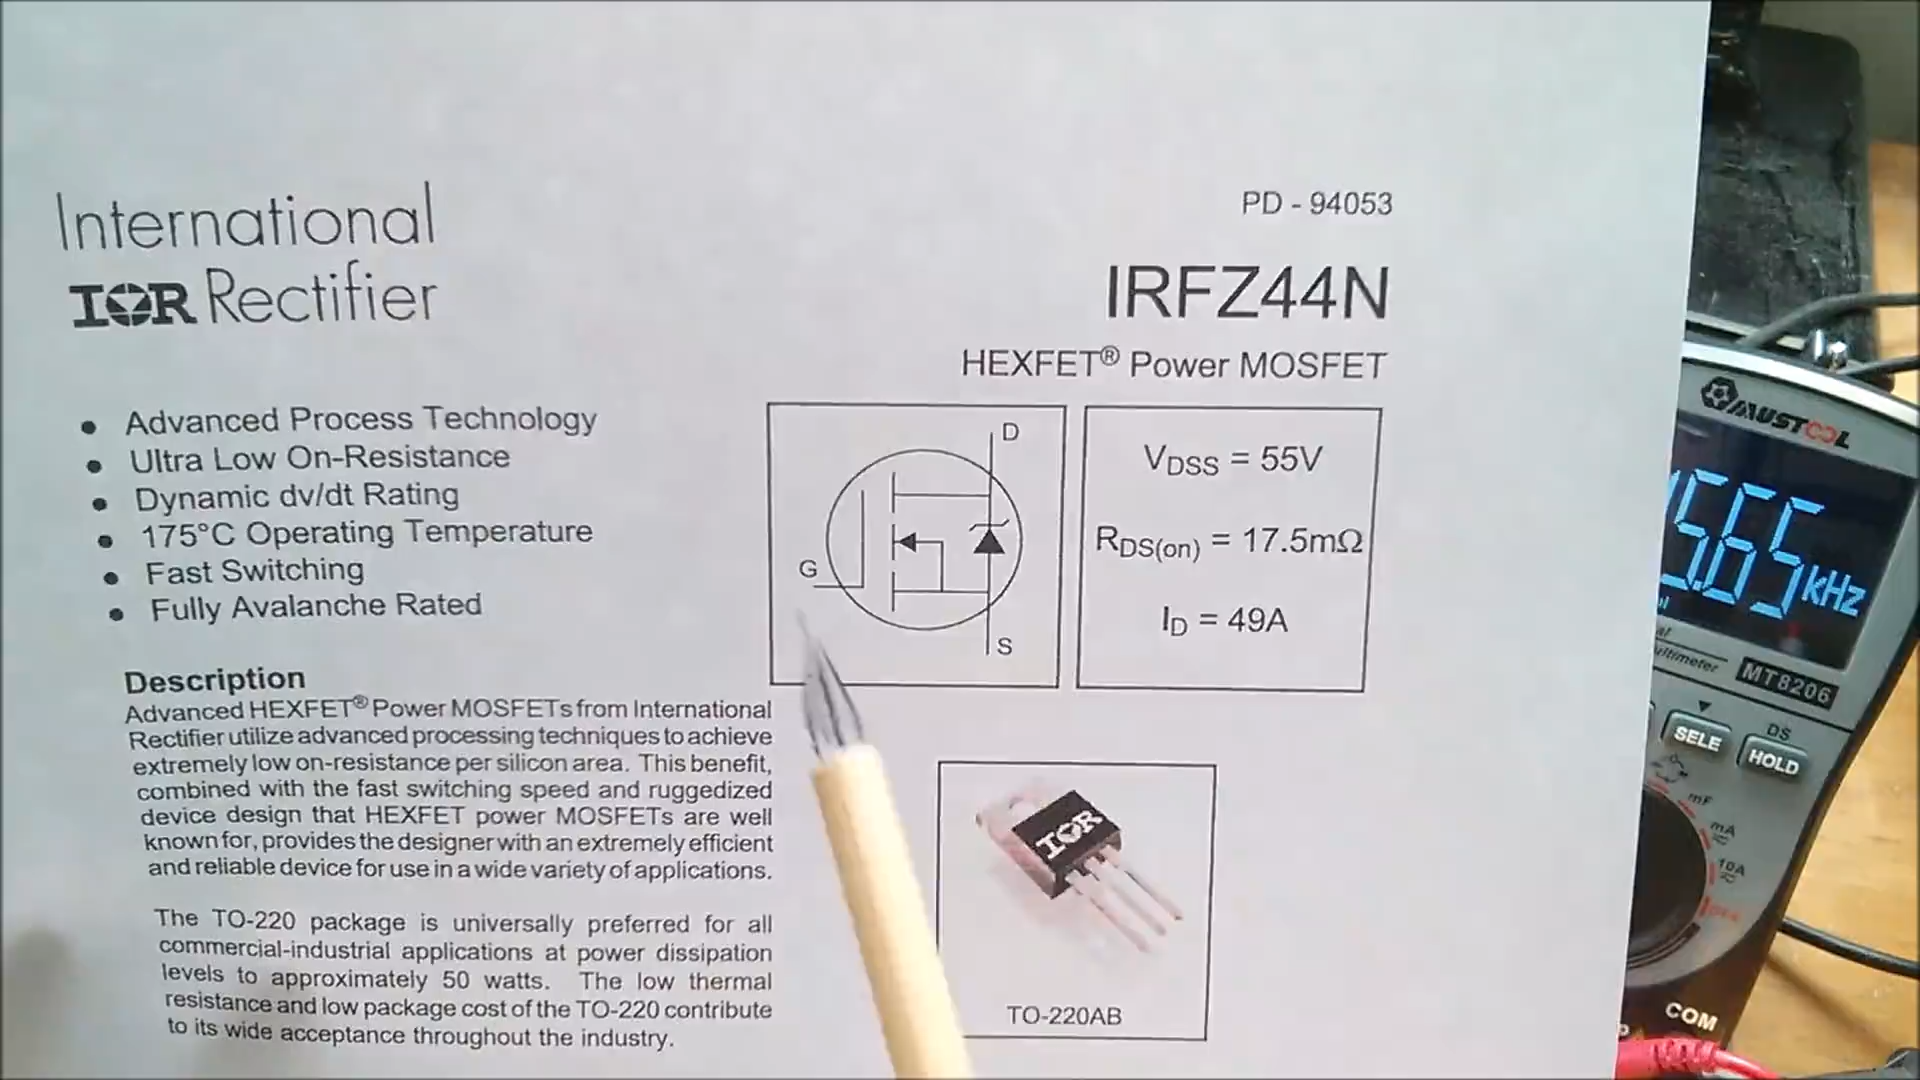 International
IOR Rectifier
PD - 94053
IRFZ44N
HEXFET® Power MOSFET
• Advanced Process Technology
• Ultra Low On-Resistance
• Dynamic dv/dt Rating
• 175°C Operating Temperature
• Fast Switching
• Fully Avalanche Rated
D
G
S
VDSS = 55V
RDS(on) = 17.5mΩ
ID = 49A
Description
Advanced HEXFET® Power MOSFETs from International
Rectifier utilize advanced processing techniques to achieve
extremely low on-resistance per silicon area. This benefit,
combined with the fast switching speed and ruggedized
device design that HEXFET power MOSFETs are well
known for, provides the designer with an extremely efficient
and reliable device for use in a wide variety of applications.
The TO-220 package is universally preferred for all
commercial-industrial applications at power dissipation
levels to approximately 50 watts. The low thermal
resistance and low package cost of the TO-220 contribute
to its wide acceptance throughout the industry.
IOR
TO-220AB
MUSTOOL
5.65 kHz
MT8206
SELE
DS
HOLD
mF
mA
10A
COM